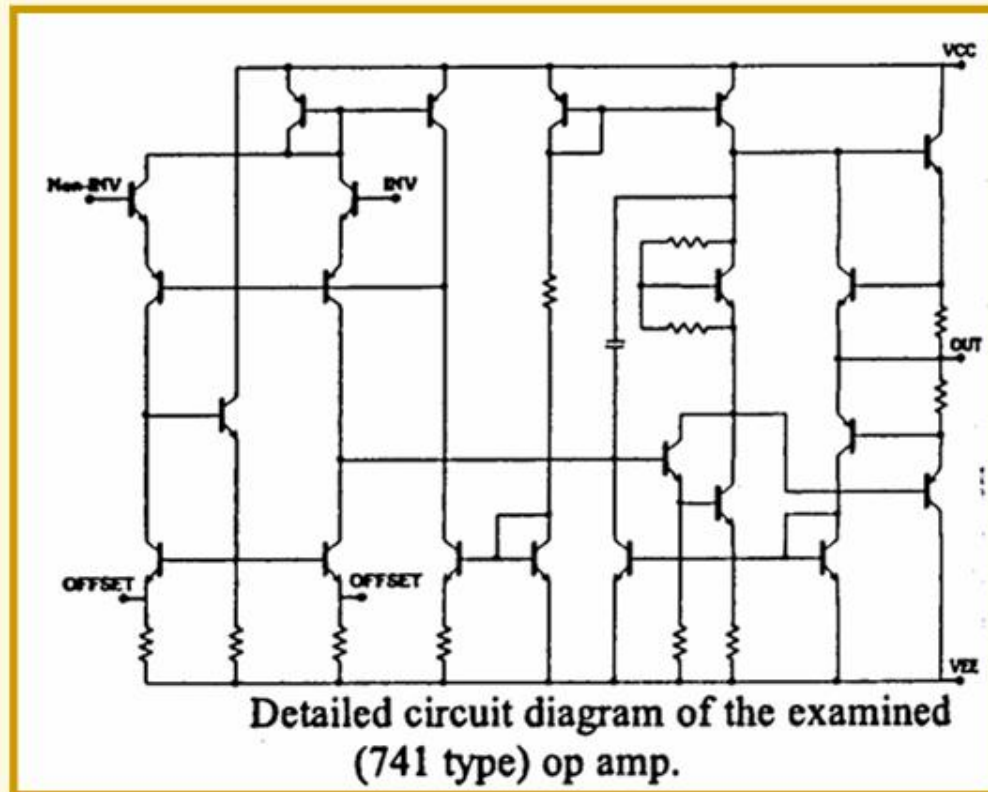 VCC
Non-INV
INV
OUT
OFFSET
OFFSET
VEE
Detailed circuit diagram of the examined
(741 type) op amp.